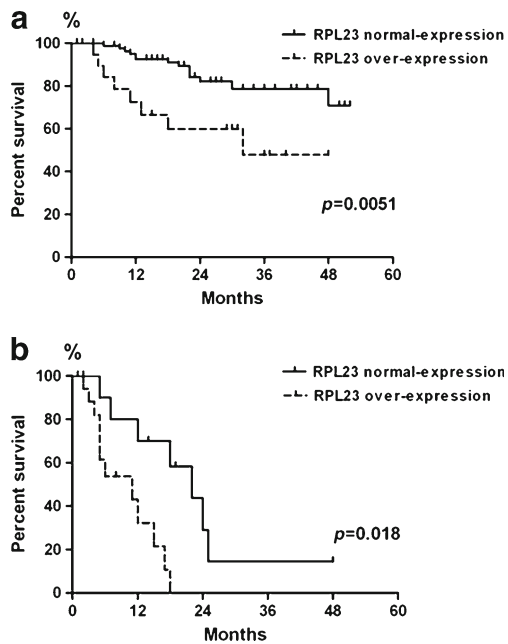 a
%
RPL23 normal-expression
RPL23 over-expression
Percent survival
100
80
60
40
20
0
p=0.0051
0 12 24 36 48 60
Months
b
%
RPL23 normal-expression
RPL23 over-expression
Percent survival
100
80
60
40
20
0
p=0.018
0 12 24 36 48 60
Months